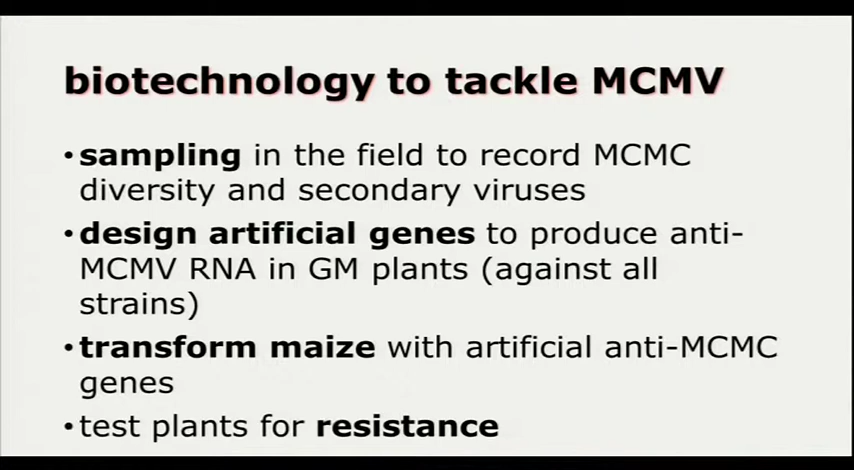 biotechnology to tackle MCMV
•sampling in the field to record MCMC
diversity and secondary viruses
•design artificial genes to produce anti-
MCMV RNA in GM plants (against all
strains)
•transform maize with artificial anti-MCMC
genes
•test plants for resistance